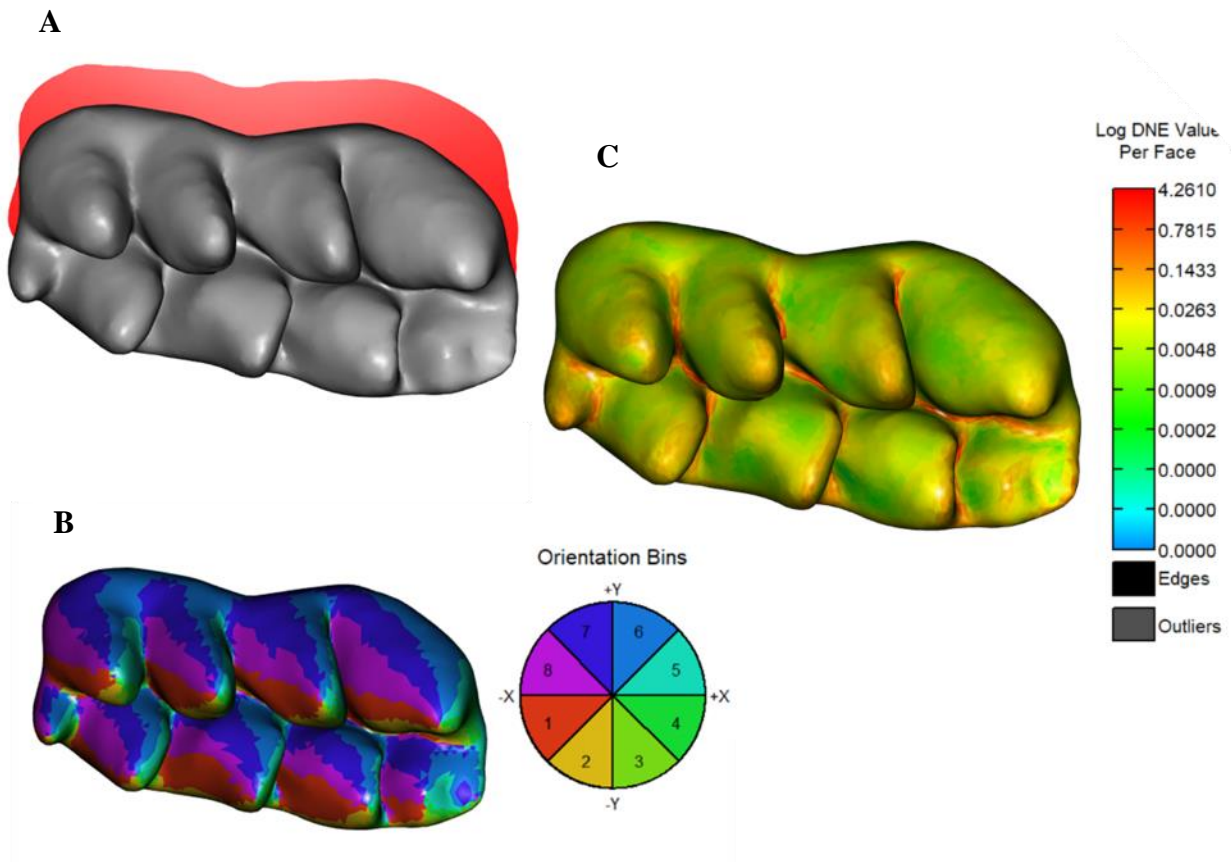 A
C
Log DNE Value
Per Face
4.2610
0.7815
0.1433
0.0263
0.0048
0.0009
0.0002
0.0000
0.0000
0.0000
Edges
Outliers
B
Orientation Bins
+Y
7 6
8 5
-X +X
1 4
2 3
-Y